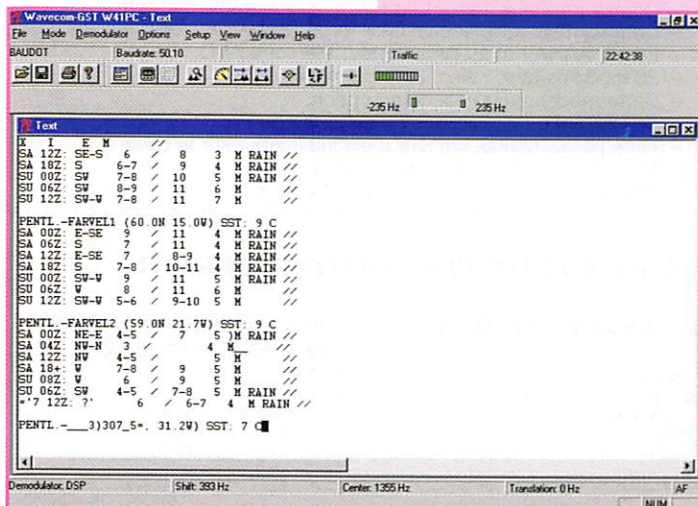 Wavecom-GST W41PC - Text
File Mode Demodulator Options Setup View Window Help
BAUDOT Baudrate: 50.10 Traffic 22:42:38
-235 Hz 235 Hz
Text
X I E M //
SA 12Z: SE-S 6 / 8 3 M RAIN //
SA 18Z: S 6-7 / 9 4 M RAIN //
SU 00Z: SW 7-8 / 10 5 M RAIN //
SU 06Z: SW 8-9 / 11 6 M //
SU 12Z: SW-W 7-8 / 11 7 M //
PENTL.-FARVEL1 (60.0N 15.0W) SST: 9 C
SA 00Z: E-SE 9 / 11 4 M RAIN //
SA 06Z: S 7 / 11 4 M RAIN //
SA 12Z: E-SE 7 / 8-9 4 M RAIN //
SA 18Z: S 7-8 / 10-11 4 M RAIN //
SU 00Z: SW-W 9 / 11 5 M RAIN //
SU 06Z: W 8 / 11 6 M //
SU 12Z: SW-W 5-6 / 9-10 5 M //
PENTL.-FARVEL2 (59.0N 21.7W) SST: 9 C
SA 00Z: NE-E 4-5 / 7 5 )M RAIN //
SA 04Z: NW-N 3 / 4 M__ //
SA 12Z: NW 4-5 / 5 M //
SA 18+: W 7-8 / 9 5 M //
SU 08Z: W 6 / 9 5 M //
SU 06Z: SW 4-5 / 7-8 5 M RAIN //
='7 12Z: ?' 6 / 6-7 4 M RAIN //
PENTL.-___3)307_5=, 31.2W) SST: 7 C
Demodulator: DSP Shift: 393 Hz Center: 1355 Hz Translation: 0 Hz AF
NUM